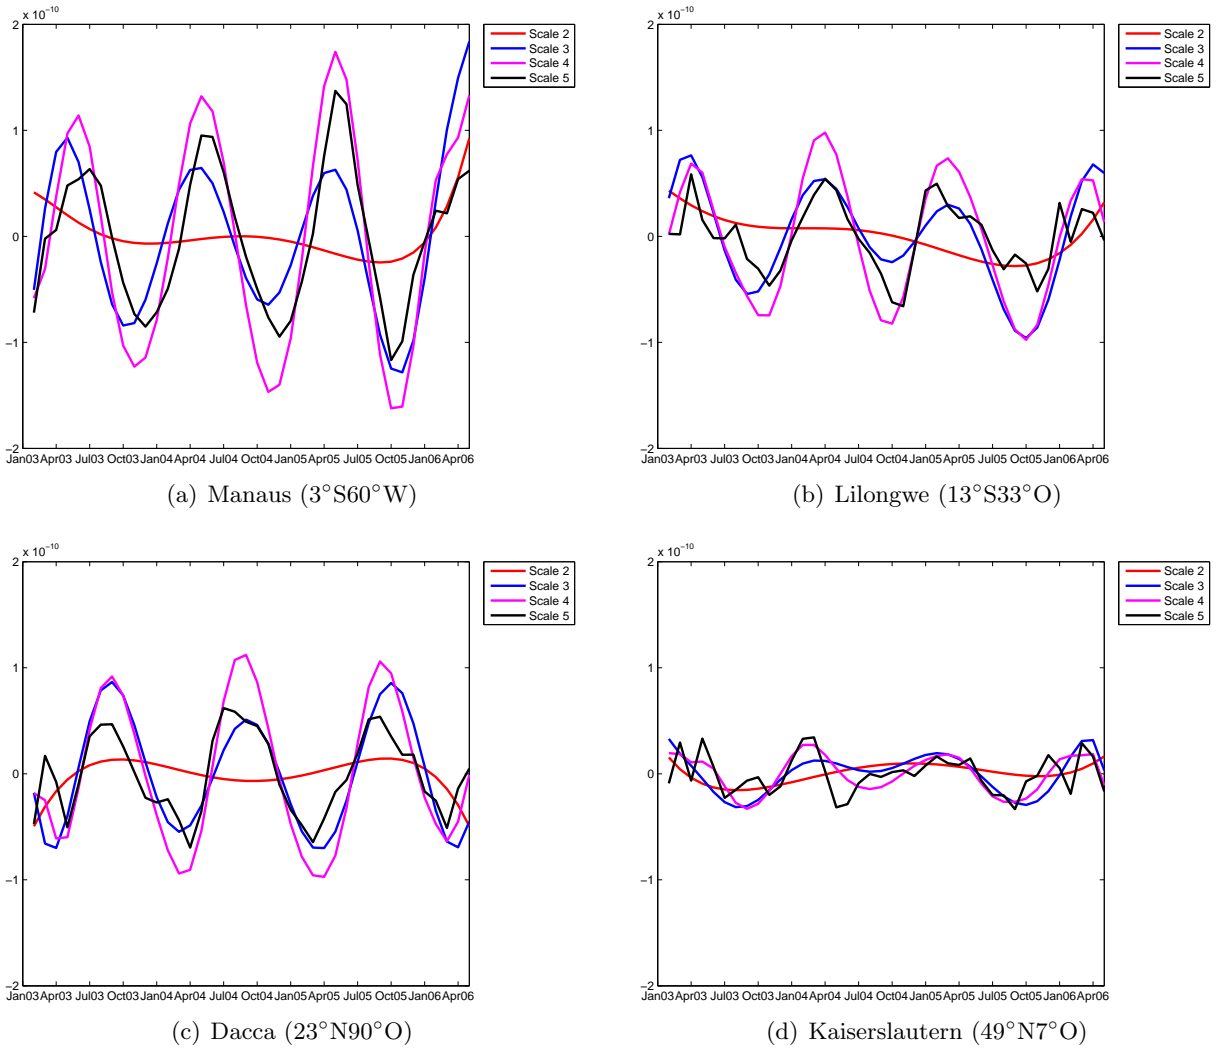 x 10⁻¹⁰
2
1
0
−1
−2
Jan03 Apr03 Jul03 Oct03 Jan04 Apr04 Jul04 Oct04 Jan05 Apr05 Jul05 Oct05 Jan06 Apr06
Scale 2
Scale 3
Scale 4
Scale 5
(a) Manaus (3°S60°W)
x 10⁻¹⁰
2
1
0
−1
−2
Jan03 Apr03 Jul03 Oct03 Jan04 Apr04 Jul04 Oct04 Jan05 Apr05 Jul05 Oct05 Jan06 Apr06
Scale 2
Scale 3
Scale 4
Scale 5
(b) Lilongwe (13°S33°O)
x 10⁻¹⁰
2
1
0
−1
−2
Jan03 Apr03 Jul03 Oct03 Jan04 Apr04 Jul04 Oct04 Jan05 Apr05 Jul05 Oct05 Jan06 Apr06
Scale 2
Scale 3
Scale 4
Scale 5
(c) Dacca (23°N90°O)
x 10⁻¹⁰
2
1
0
−1
−2
Jan03 Apr03 Jul03 Oct03 Jan04 Apr04 Jul04 Oct04 Jan05 Apr05 Jul05 Oct05 Jan06 Apr06
Scale 2
Scale 3
Scale 4
Scale 5
(d) Kaiserslautern (49°N7°O)